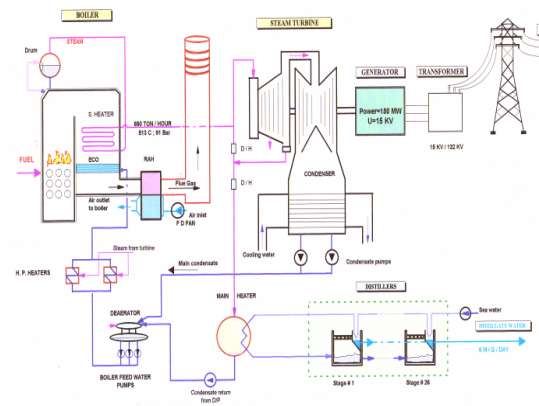 BOILER
STEAM TURBINE
Drum
STEAM
GENERATOR
TRANSFORMER
S. HEATER
650 TON / HOUR
513 C ; 91 Bar
Power=150 MW
U=15 KV
15 KV / 132 KV
FUEL
ECO
RAH
D / H
D / H
Flue Gas
CONDENSER
Air outlet
to boiler
Air inlet
F D FAN
Cooling water
Condensate pumps
Steam from turbine
Main condensate
H. P. HEATERS
MAIN HEATER
DISTILLERS
DEAERATOR
Sea water
DISTILLATE WATER
6 M I G / DAY
BOILER FEED WATER
PUMPS
Condensate return
from D/P
Stage # 1
Stage # 26